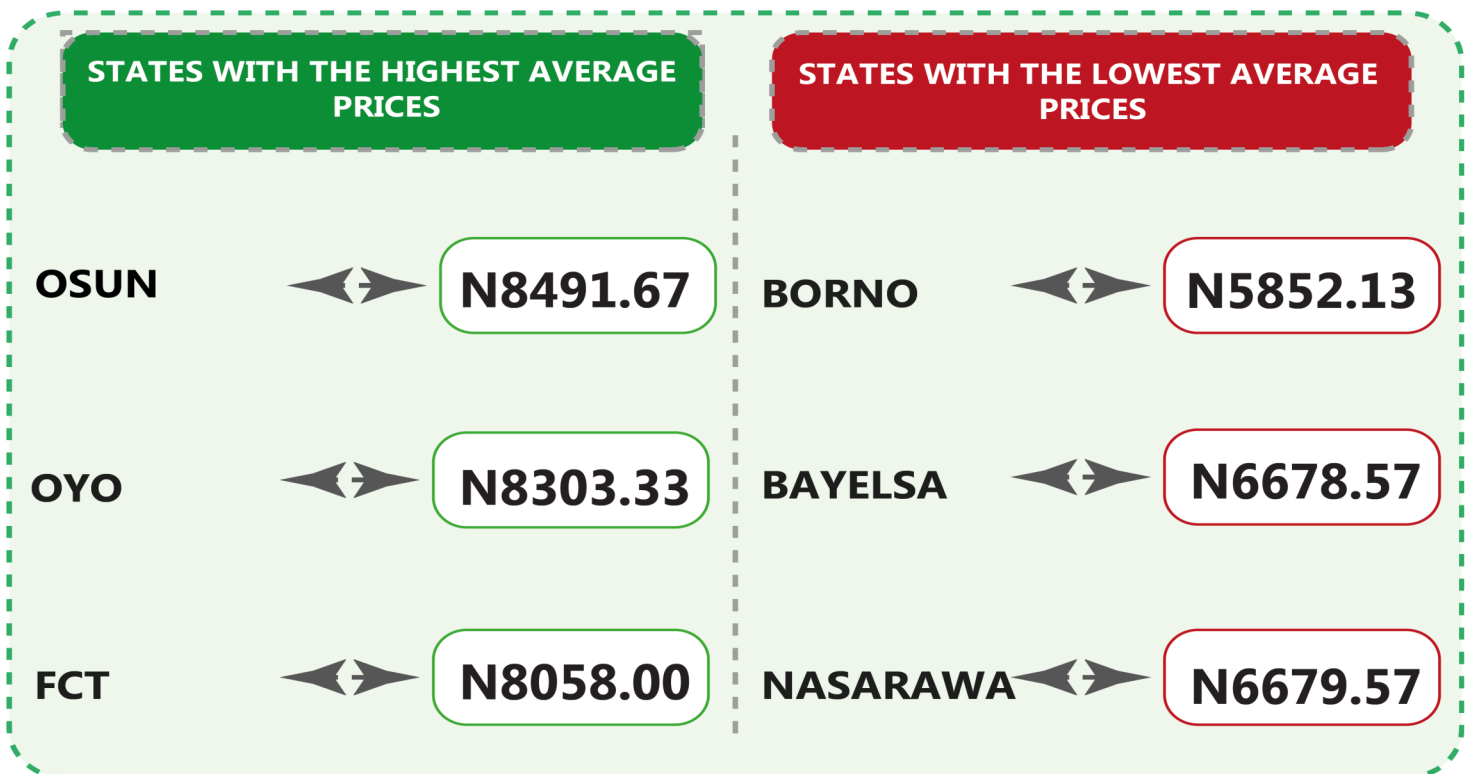 STATES WITH THE HIGHEST AVERAGE
PRICES
OSUN N8491.67
OYO N8303.33
FCT N8058.00
STATES WITH THE LOWEST AVERAGE
PRICES
BORNO N5852.13
BAYELSA N6678.57
NASARAWA N6679.57